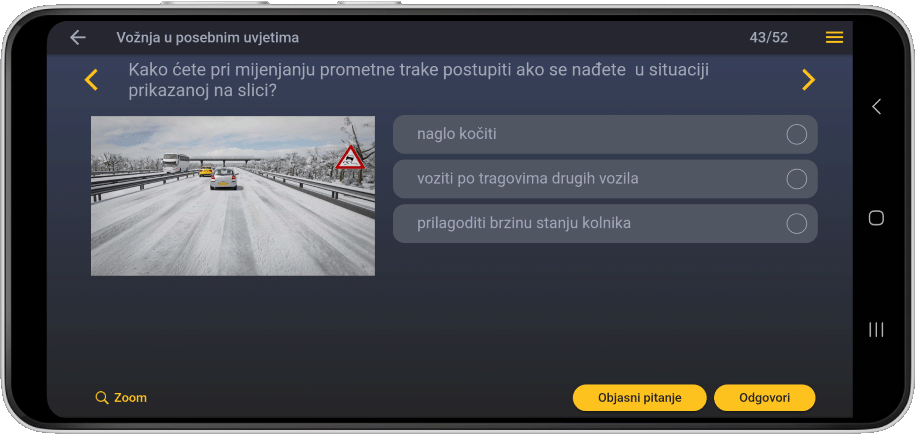 Vožnja u posebnim uvjetima
43/52
Kako ćete pri mijenjanju prometne trake postupiti ako se nađete  u situaciji
prikazanoj na slici?
naglo kočiti
voziti po tragovima drugih vozila
prilagoditi brzinu stanju kolnika
Zoom
Objasni pitanje
Odgovori